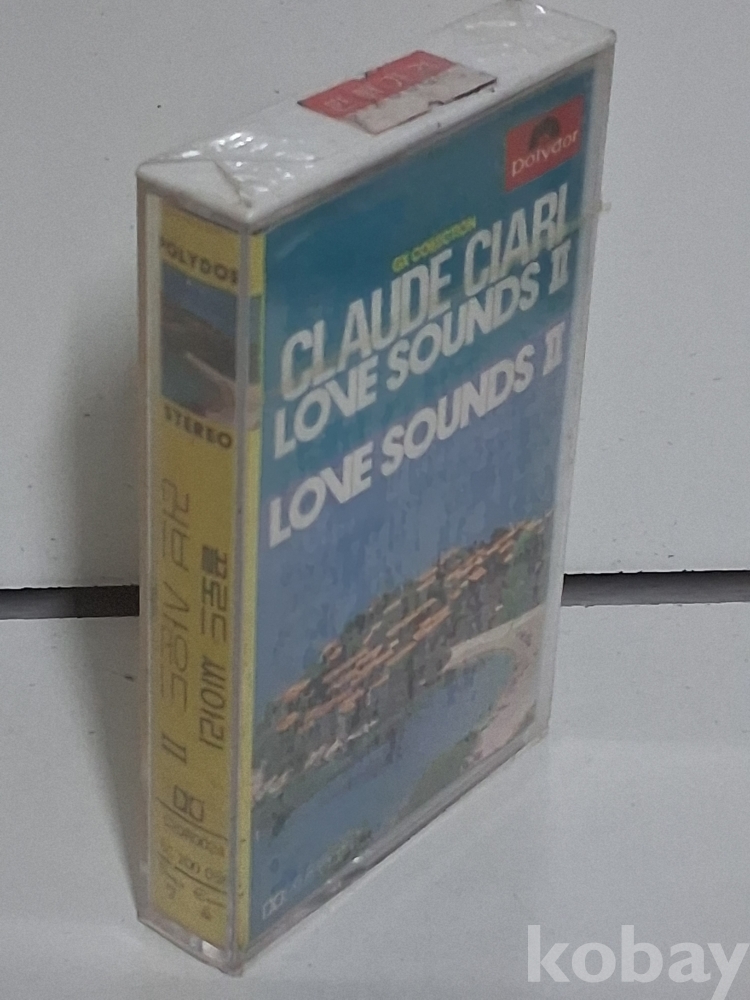 polydor
GX COLLECTION
CLAUDE CIARI
LOVE SOUNDS II
LOVE SOUNDS II
POLYDOR
STEREO
끌로드 씨아리
러브 사운드 II
kobay